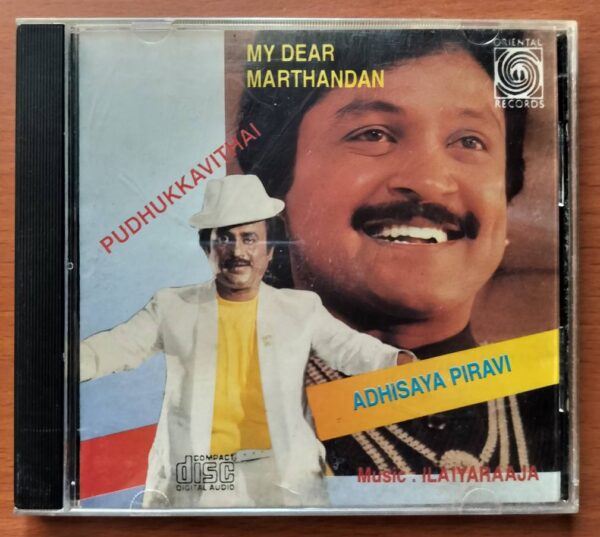 MY DEAR
MARTHANDAN
ORIENTAL
RECORDS
PUDHUKKAVITHAI
ADHISAYA PIRAVI
COMPACT
disc
DIGITAL AUDIO
Music : ILAIYARAAJA